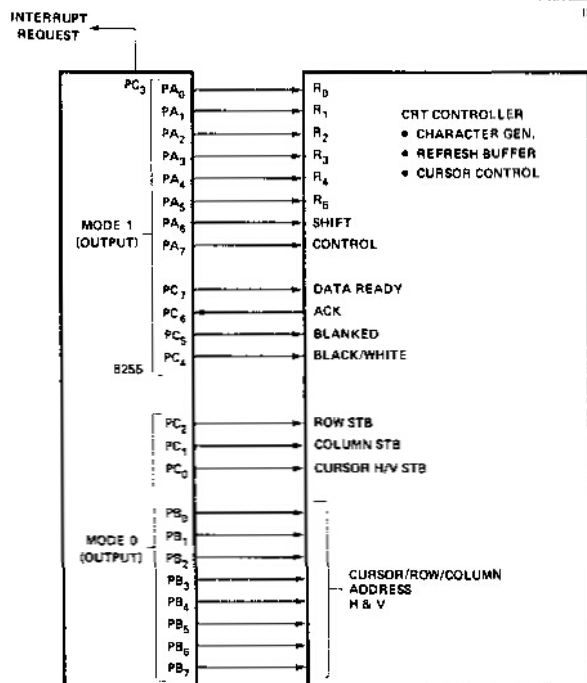 INTERRUPT
REQUEST
PC3
PA0 R0
PA1 R1
PA2 R2
PA3 R3
PA4 R4
PA5 R5
PA6 SHIFT
PA7 CONTROL
MODE 1
(OUTPUT)
CRT CONTROLLER
• CHARACTER GEN.
• REFRESH BUFFER
• CURSOR CONTROL
PC7 DATA READY
PC6 ACK
PC5 BLANKED
PC4 BLACK/WHITE
8255
PC2 ROW STB
PC1 COLUMN STB
PC0 CURSOR H/V STB
MODE 0
(OUTPUT)
PB0
PB1
PB2
PB3
PB4
PB5
PB6
PB7
CURSOR/ROW/COLUMN
ADDRESS
H & V